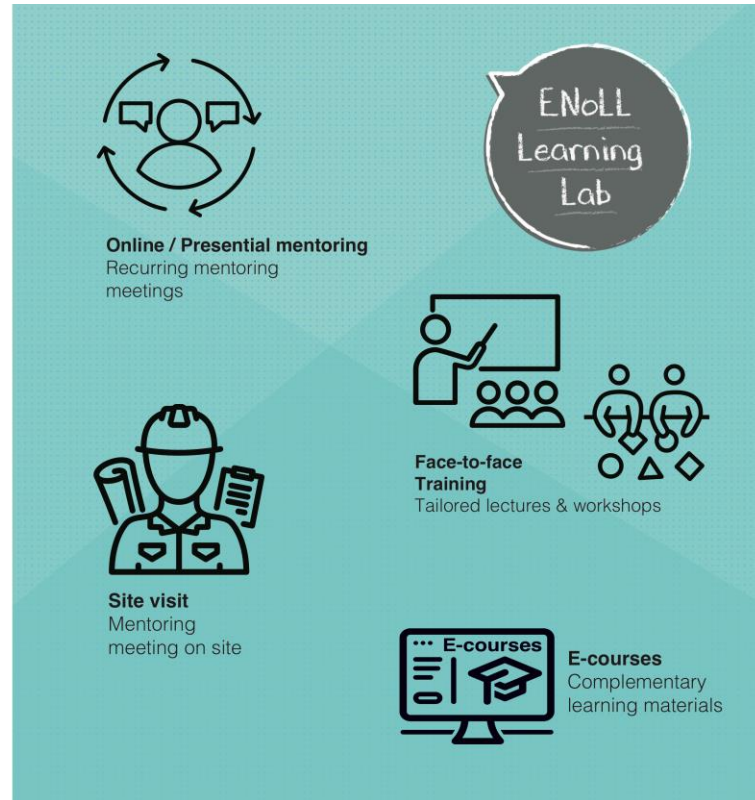 ENoLL
Learning
Lab
Online / Presential mentoring
Recurring mentoring
meetings
Face-to-face
Training
Tailored lectures & workshops
Site visit
Mentoring
meeting on site
E-courses
E-courses
Complementary
learning materials